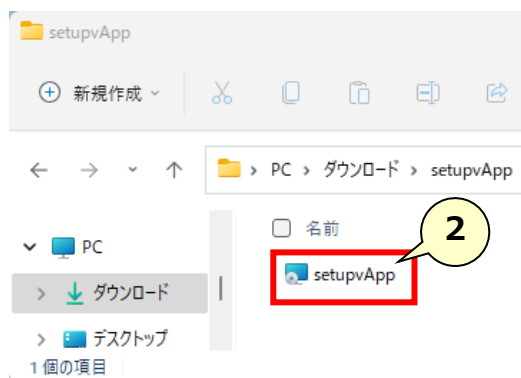 setupvApp
新規作成
PC > ダウンロード > setupvApp
名前
2
PC
setupvApp
ダウンロード
デスクトップ
1 個の項目